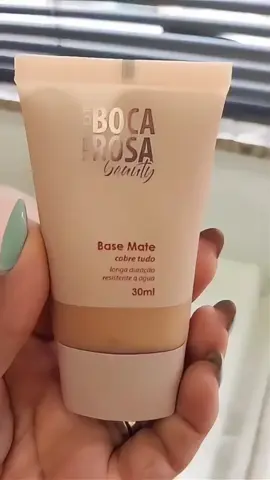 BOCA
ROSA
beauty
Base Mate
cobre tudo
longa duração
resistente à água
30ml